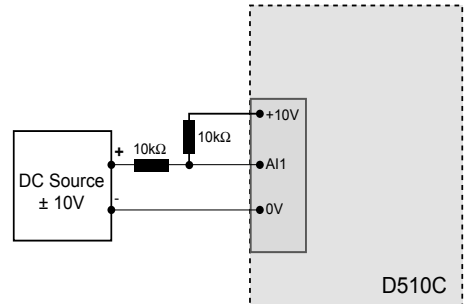 +10V
10kΩ
10kΩ
+
AI1
DC Source
± 10V
-
0V
D510C